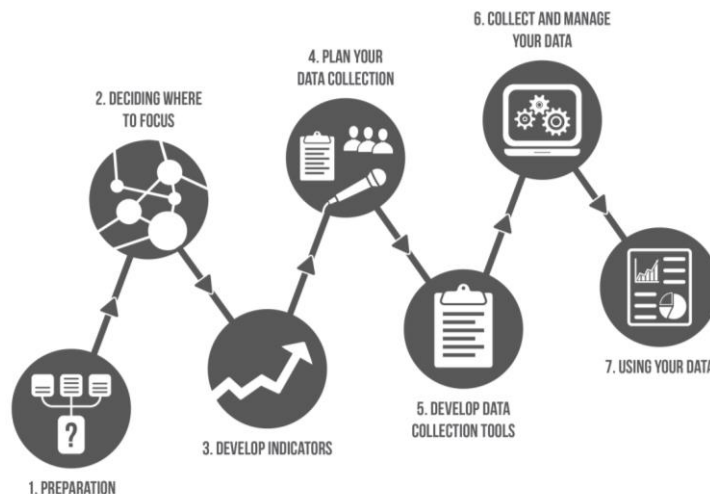 1. PREPARATION
2. DECIDING WHERE
TO FOCUS
3. DEVELOP INDICATORS
4. PLAN YOUR
DATA COLLECTION
5. DEVELOP DATA
COLLECTION TOOLS
6. COLLECT AND MANAGE
YOUR DATA
7. USING YOUR DATA
?